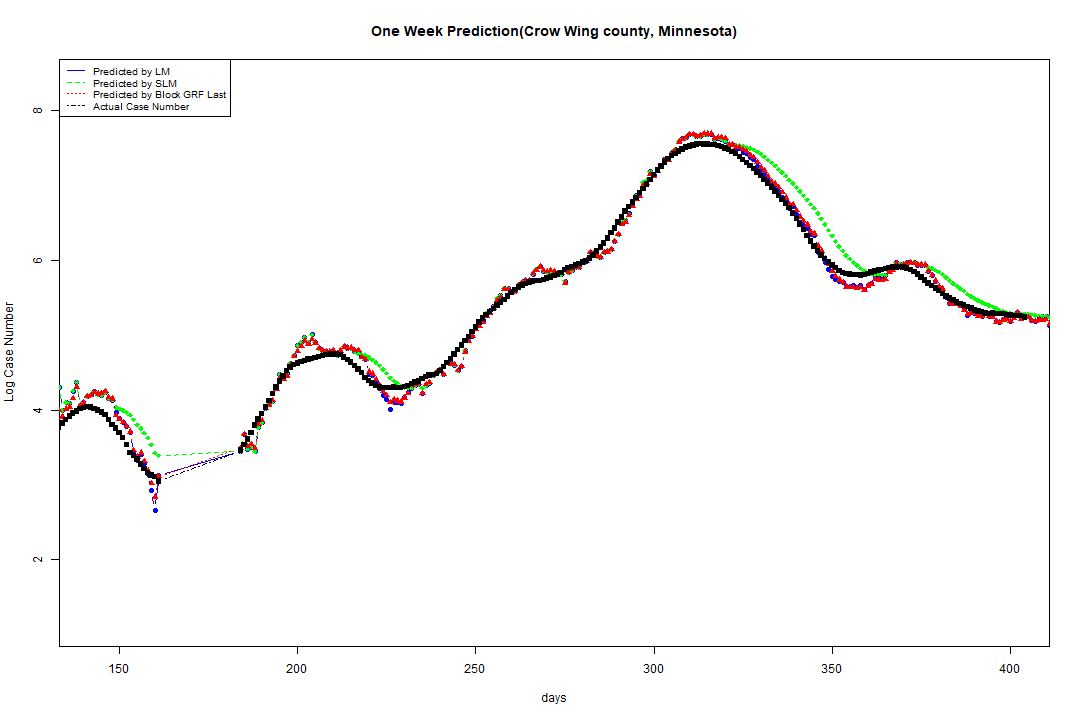 One Week Prediction(Crow Wing county, Minnesota)
Predicted by LM
Predicted by SLM
Predicted by Block GRF Last
Actual Case Number
8
6
4
2
Log Case Number
150 200 250 300 350 400
days